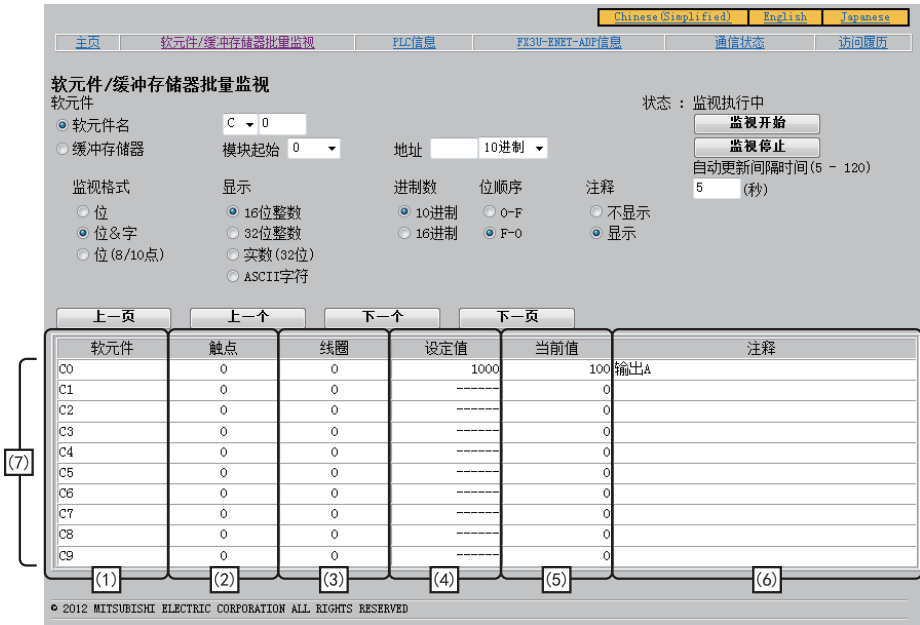 Chinese(Simplified) English Japanese
主页 软元件/缓冲存储器批量监视 PLC信息 FX3U-ENET-ADP信息 通信状态 访问履历
软元件/缓冲存储器批量监视
软元件 状态 : 监视执行中
软元件名 C 0 监视开始
缓冲存储器 模块起始 0 地址 10进制 监视停止
自动更新间隔时间(5 - 120)
监视格式 显示 进制数 位顺序 注释 5 (秒)
位 16位整数 10进制 0-F 不显示
位&字 32位整数 16进制 F-0 显示
位(8/10点) 实数(32位)
ASCII字符
上一页 上一个 下一个 下一页
软元件 触点 线圈 设定值 当前值 注释
C0 0 0 1000 100 输出A
C1 0 0 ------ 0
C2 0 0 ------ 0
C3 0 0 ------ 0
C4 0 0 ------ 0
(7)
C5 0 0 ------ 0
C6 0 0 ------ 0
C7 0 0 ------ 0
C8 0 0 ------ 0
C9 0 0 ------ 0
(1) (2) (3) (4) (5) (6)
© 2012 MITSUBISHI ELECTRIC CORPORATION ALL RIGHTS RESERVED